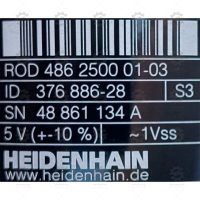 ROD 486 2500 01-03
ID 376 886-28 S3
SN 48 861 134 A
5 V (+-10 %) ~1Vss
HEIDENHAIN
www.heidenhain.de